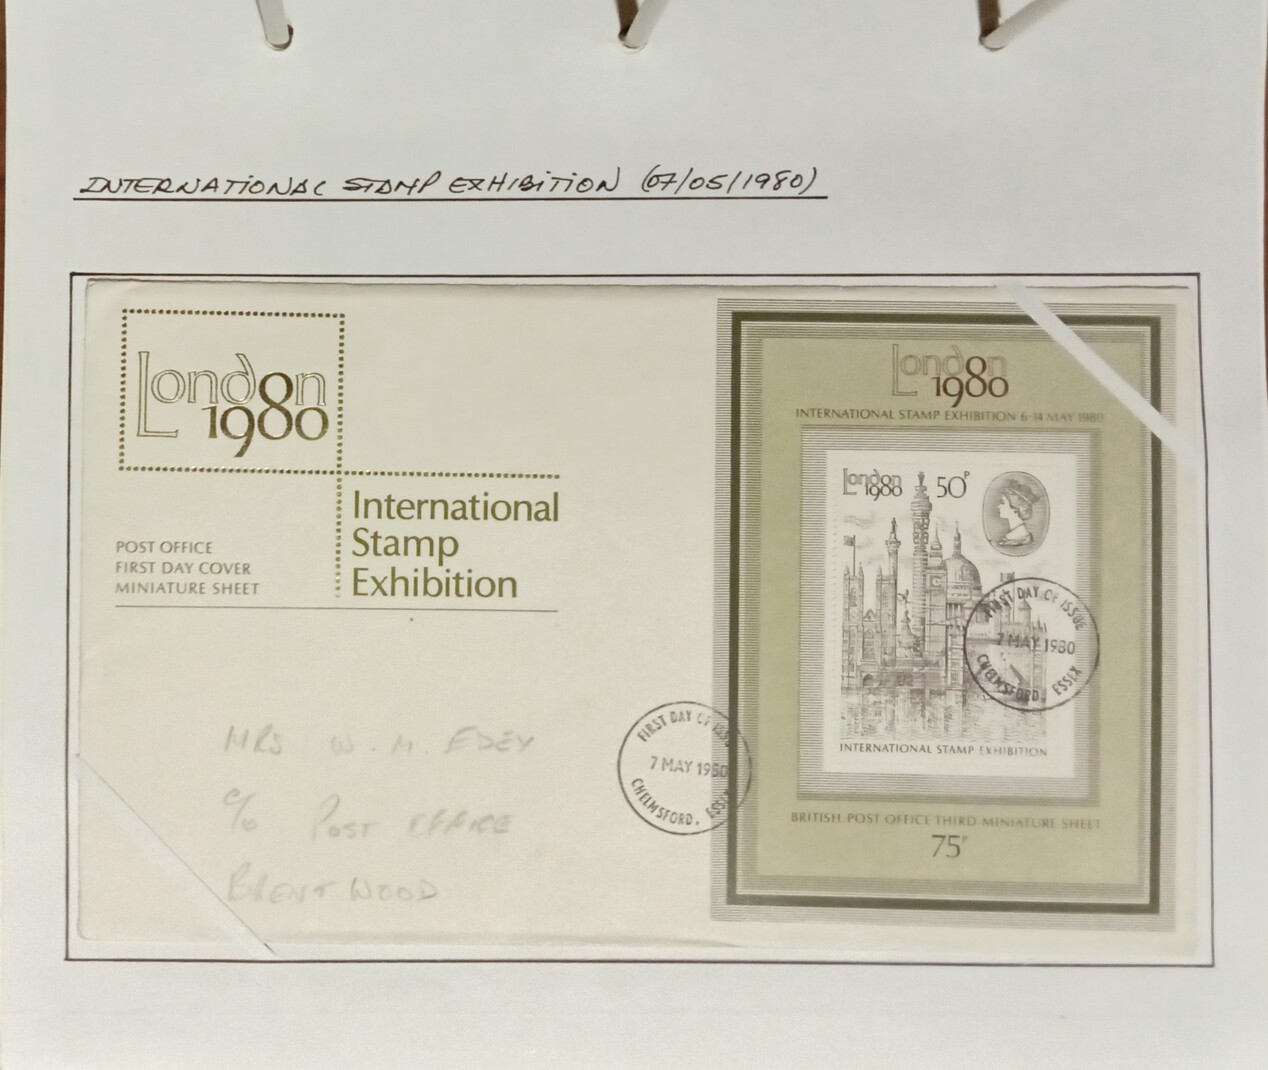 INTERNATIONAL STAMP EXHIBITION (07/05/1980)
London
1980
International
Stamp
Exhibition
POST OFFICE
FIRST DAY COVER
MINIATURE SHEET
MRS W. M. EDEY
c/o POST OFFICE
BRENTWOOD
FIRST DAY OF ISSUE
7 MAY 1980
CHELMSFORD, ESSEX
London
1980
INTERNATIONAL STAMP EXHIBITION 6-14 MAY 1980
London
1980
50P
FIRST DAY OF ISSUE
7 MAY 1980
CHELMSFORD, ESSEX
INTERNATIONAL STAMP EXHIBITION
BRITISH POST OFFICE THIRD MINIATURE SHEET
75P